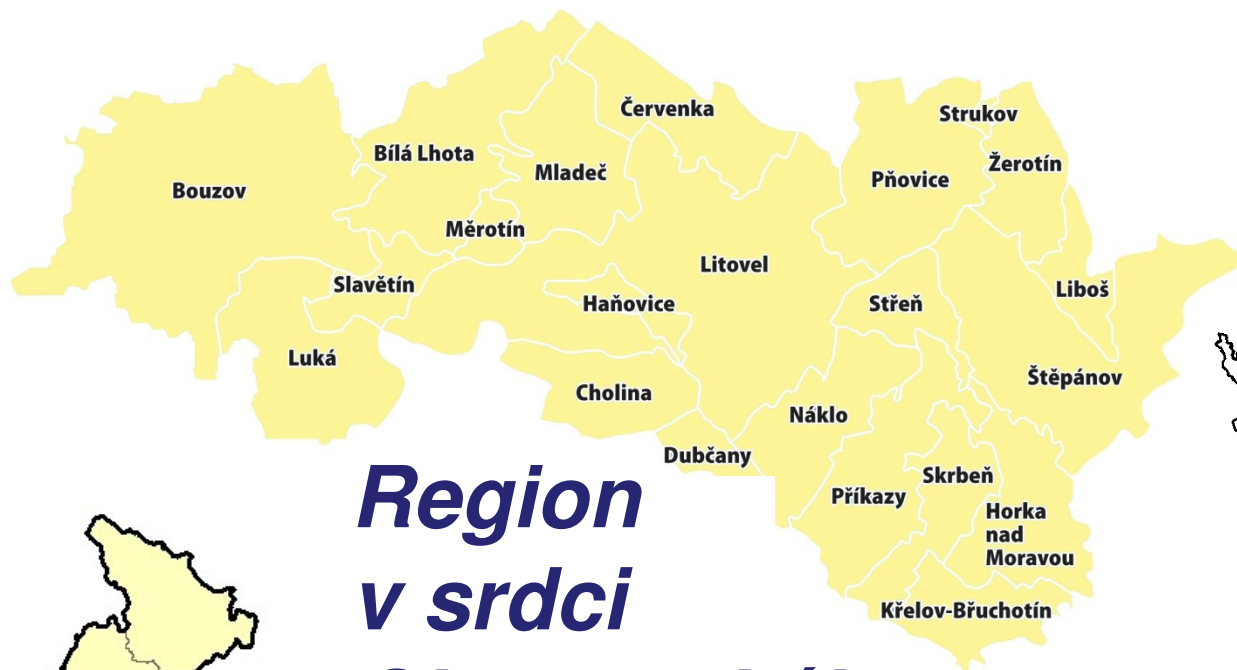 Červenka
Strukov
Bílá Lhota
Mladeč
Žerotín
Pňovice
Bouzov
Měrotín
Litovel
Slavětín
Liboš
Haňovice
Střeň
Luká
Štěpánov
Cholina
Náklo
Dubčany
Skrbeň
Příkazy
Horka
nad
Moravou
Křelov-Břuchotín
Region
v srdci